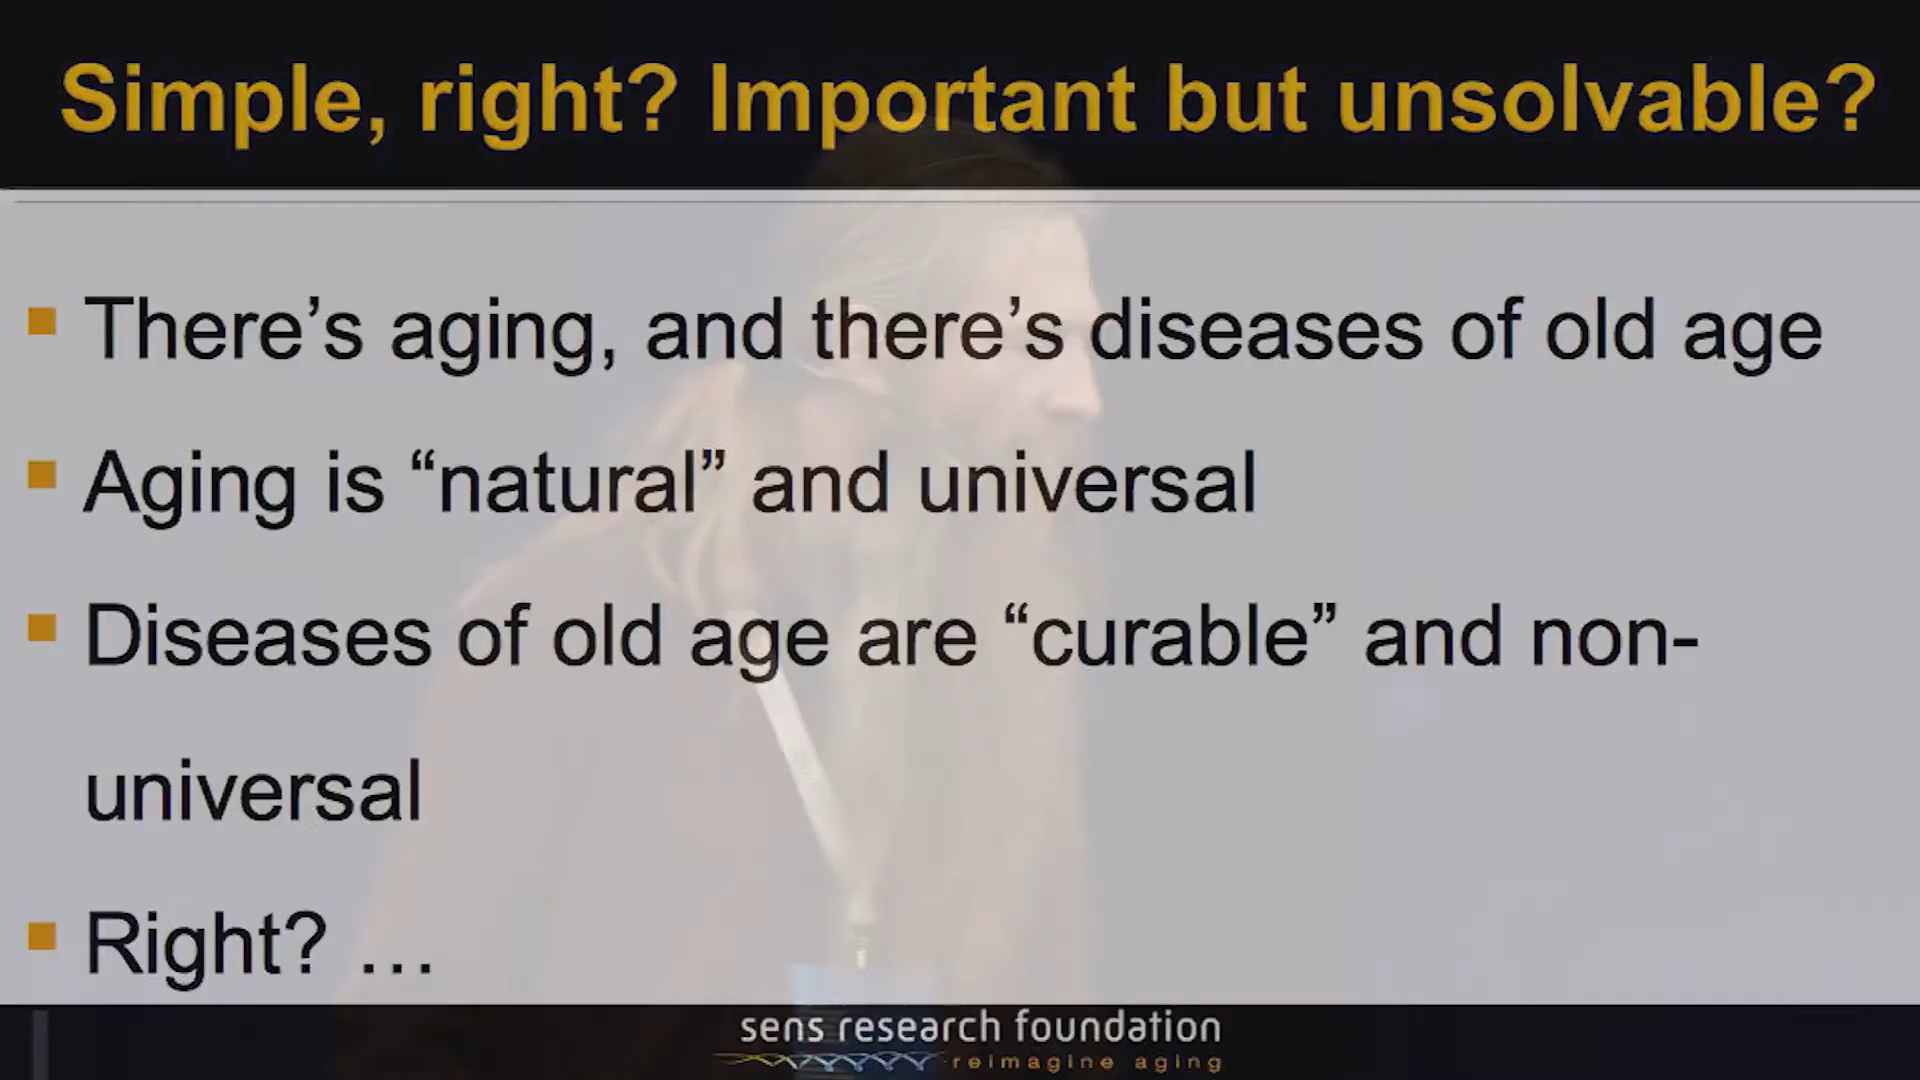 Simple, right? Important but unsolvable?
There’s aging, and there’s diseases of old age
Aging is “natural” and universal
Diseases of old age are “curable” and non-
universal
Right? …
sens research foundation
reimagine aging